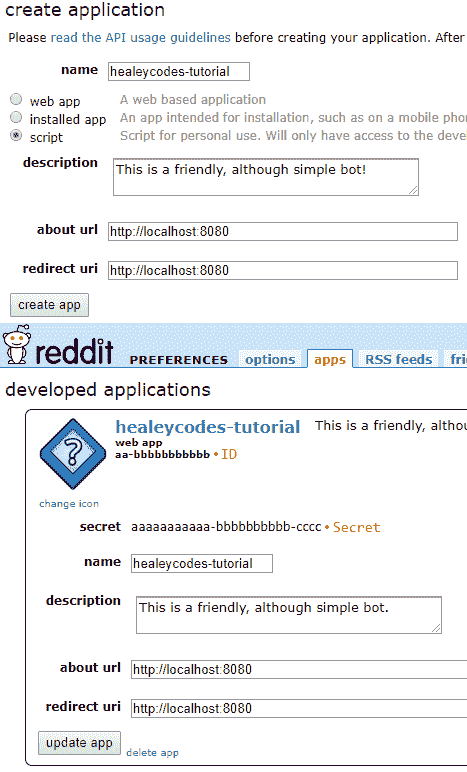 create application
Please read the API usage guidelines before creating your application. After
name healeycodes-tutorial
web app A web based application
installed app An app intended for installation, such as on a mobile pho
script Script for personal use. Will only have access to the deve
description This is a friendly, although simple bot!
about url http://localhost:8080
redirect uri http://localhost:8080
create app
reddit PREFERENCES options apps RSS feeds frie
developed applications
healeycodes-tutorial This is a friendly, althou
web app
aa-bbbbbbbbbbb • ID
change icon
secret aaaaaaaaaaa-bbbbbbbbbb-cccc • Secret
name healeycodes-tutorial
description This is a friendly, although simple bot.
about url http://localhost:8080
redirect uri http://localhost:8080
update app delete app